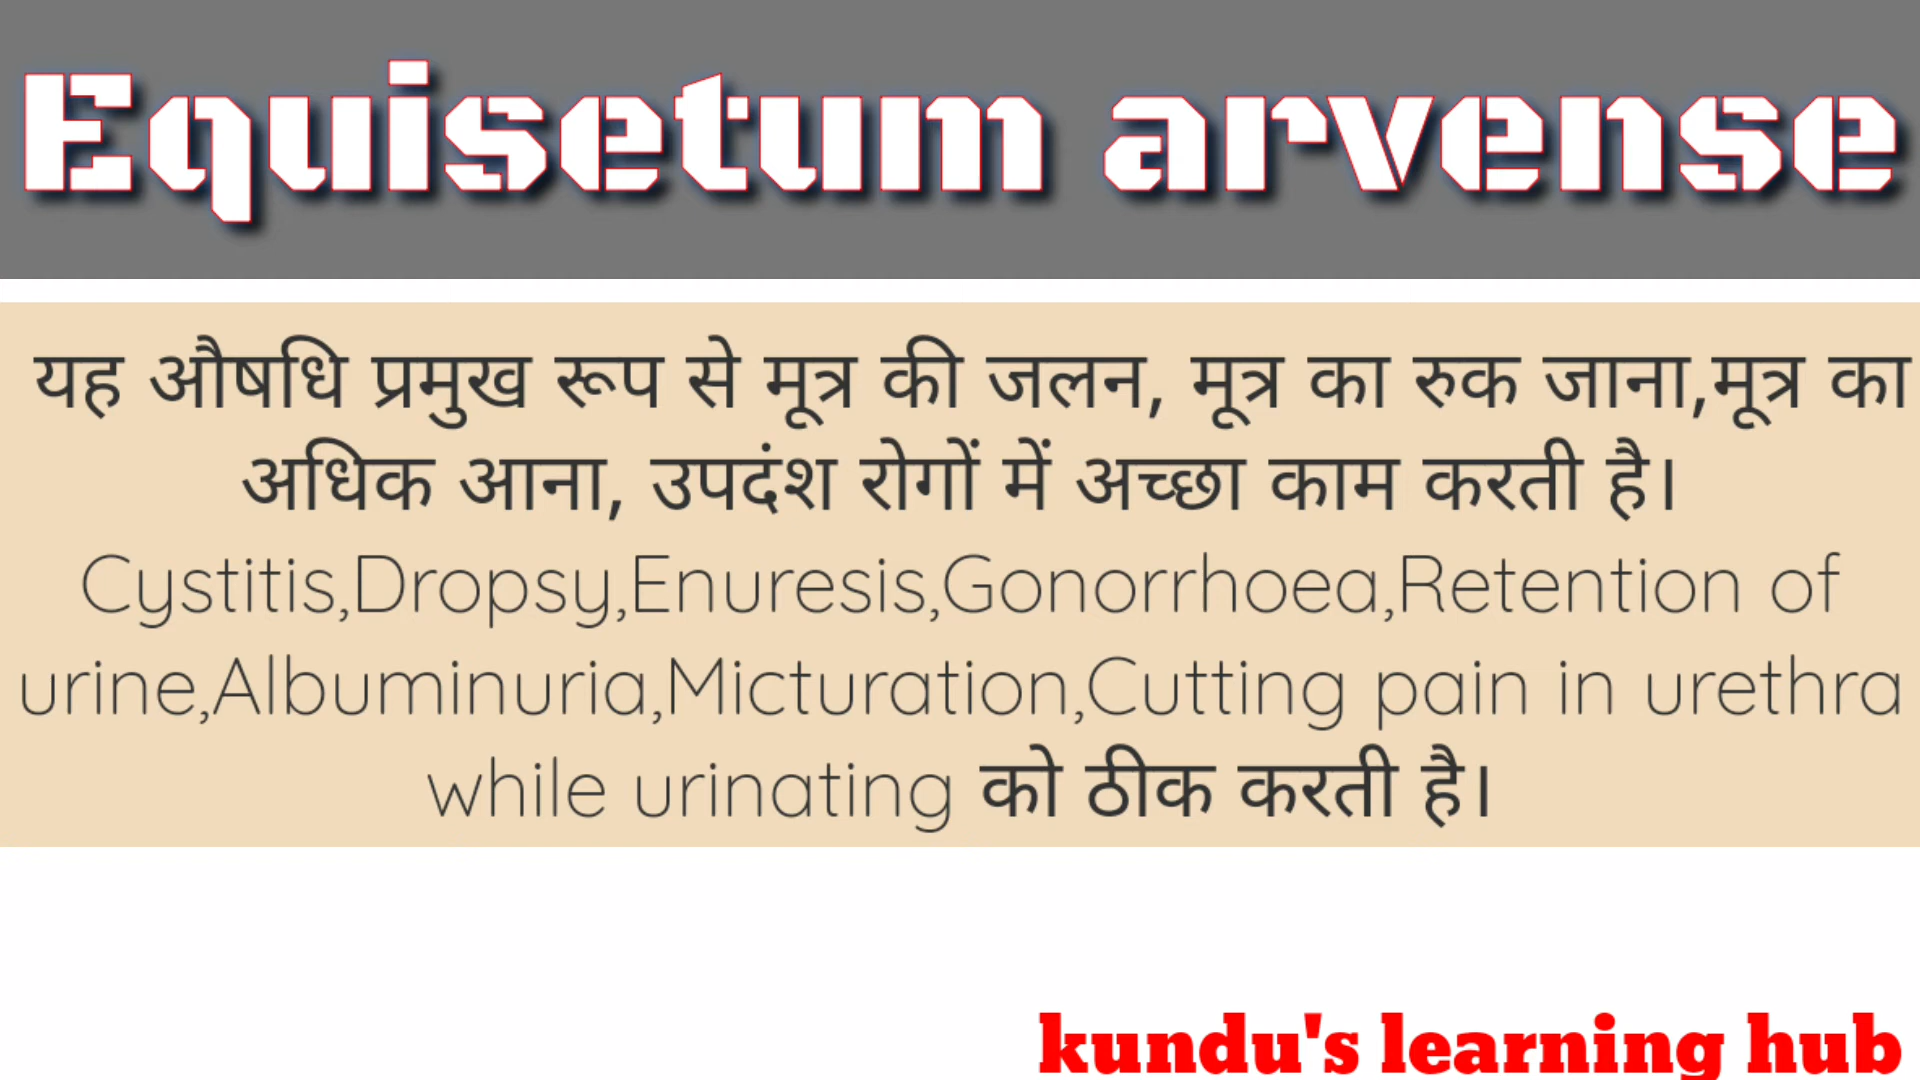 Equisetum arvense
यह औषधि प्रमुख रूप से मूत्र की जलन, मूत्र का रुक जाना,मूत्र का
अधिक आना, उपदंश रोगों में अच्छा काम करती है।
Cystitis,Dropsy,Enuresis,Gonorrhoea,Retention of
urine,Albuminuria,Micturation,Cutting pain in urethra
while urinating को ठीक करती है।
kundu's learning hub